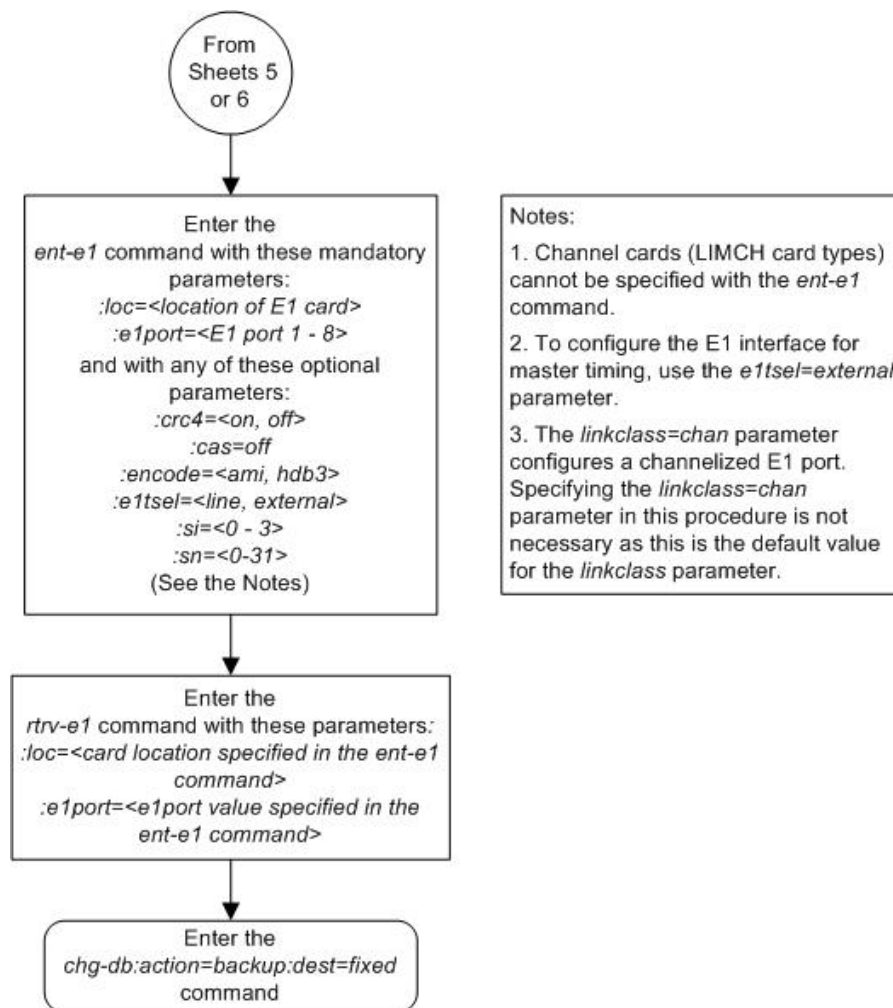 From
Sheets 5
or 6
Enter the
ent-e1 command with these mandatory
parameters:
:loc=<location of E1 card>
:e1port=<E1 port 1 - 8>
and with any of these optional
parameters:
:crc4=<on, off>
:cas=off
:encode=<ami, hdb3>
:e1tsel=<line, external>
:si=<0 - 3>
:sn=<0-31>
(See the Notes)
Notes:
1. Channel cards (LIMCH card types)
cannot be specified with the ent-e1
command.
2. To configure the E1 interface for
master timing, use the e1tsel=external
parameter.
3. The linkclass=chan parameter
configures a channelized E1 port.
Specifying the linkclass=chan
parameter in this procedure is not
necessary as this is the default value
for the linkclass parameter.
Enter the
rtrv-e1 command with these parameters:
:loc=<card location specified in the ent-e1
command>
:e1port=<e1port value specified in the
ent-e1 command>
Enter the
chg-db:action=backup:dest=fixed
command